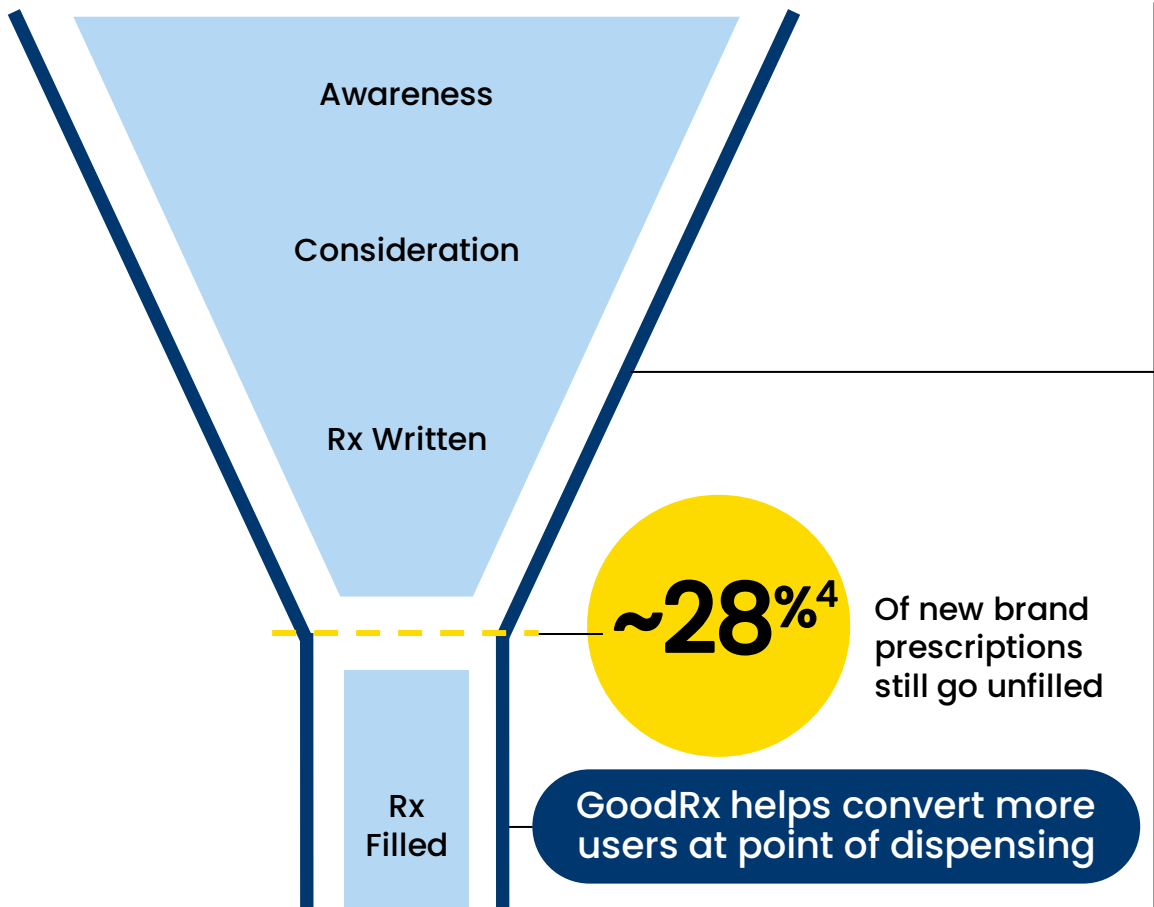 Awareness
Consideration
Rx Written
~28%4
Of new brand
prescriptions
still go unfilled
Rx
Filled
GoodRx helps convert more
users at point of dispensing